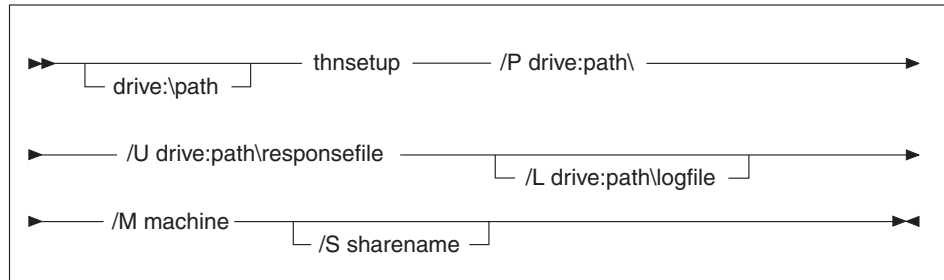 thnsetup /P drive:path\
drive:\path
/U drive:path\responsefile
/L drive:path\logfile
/M machine
/S sharename